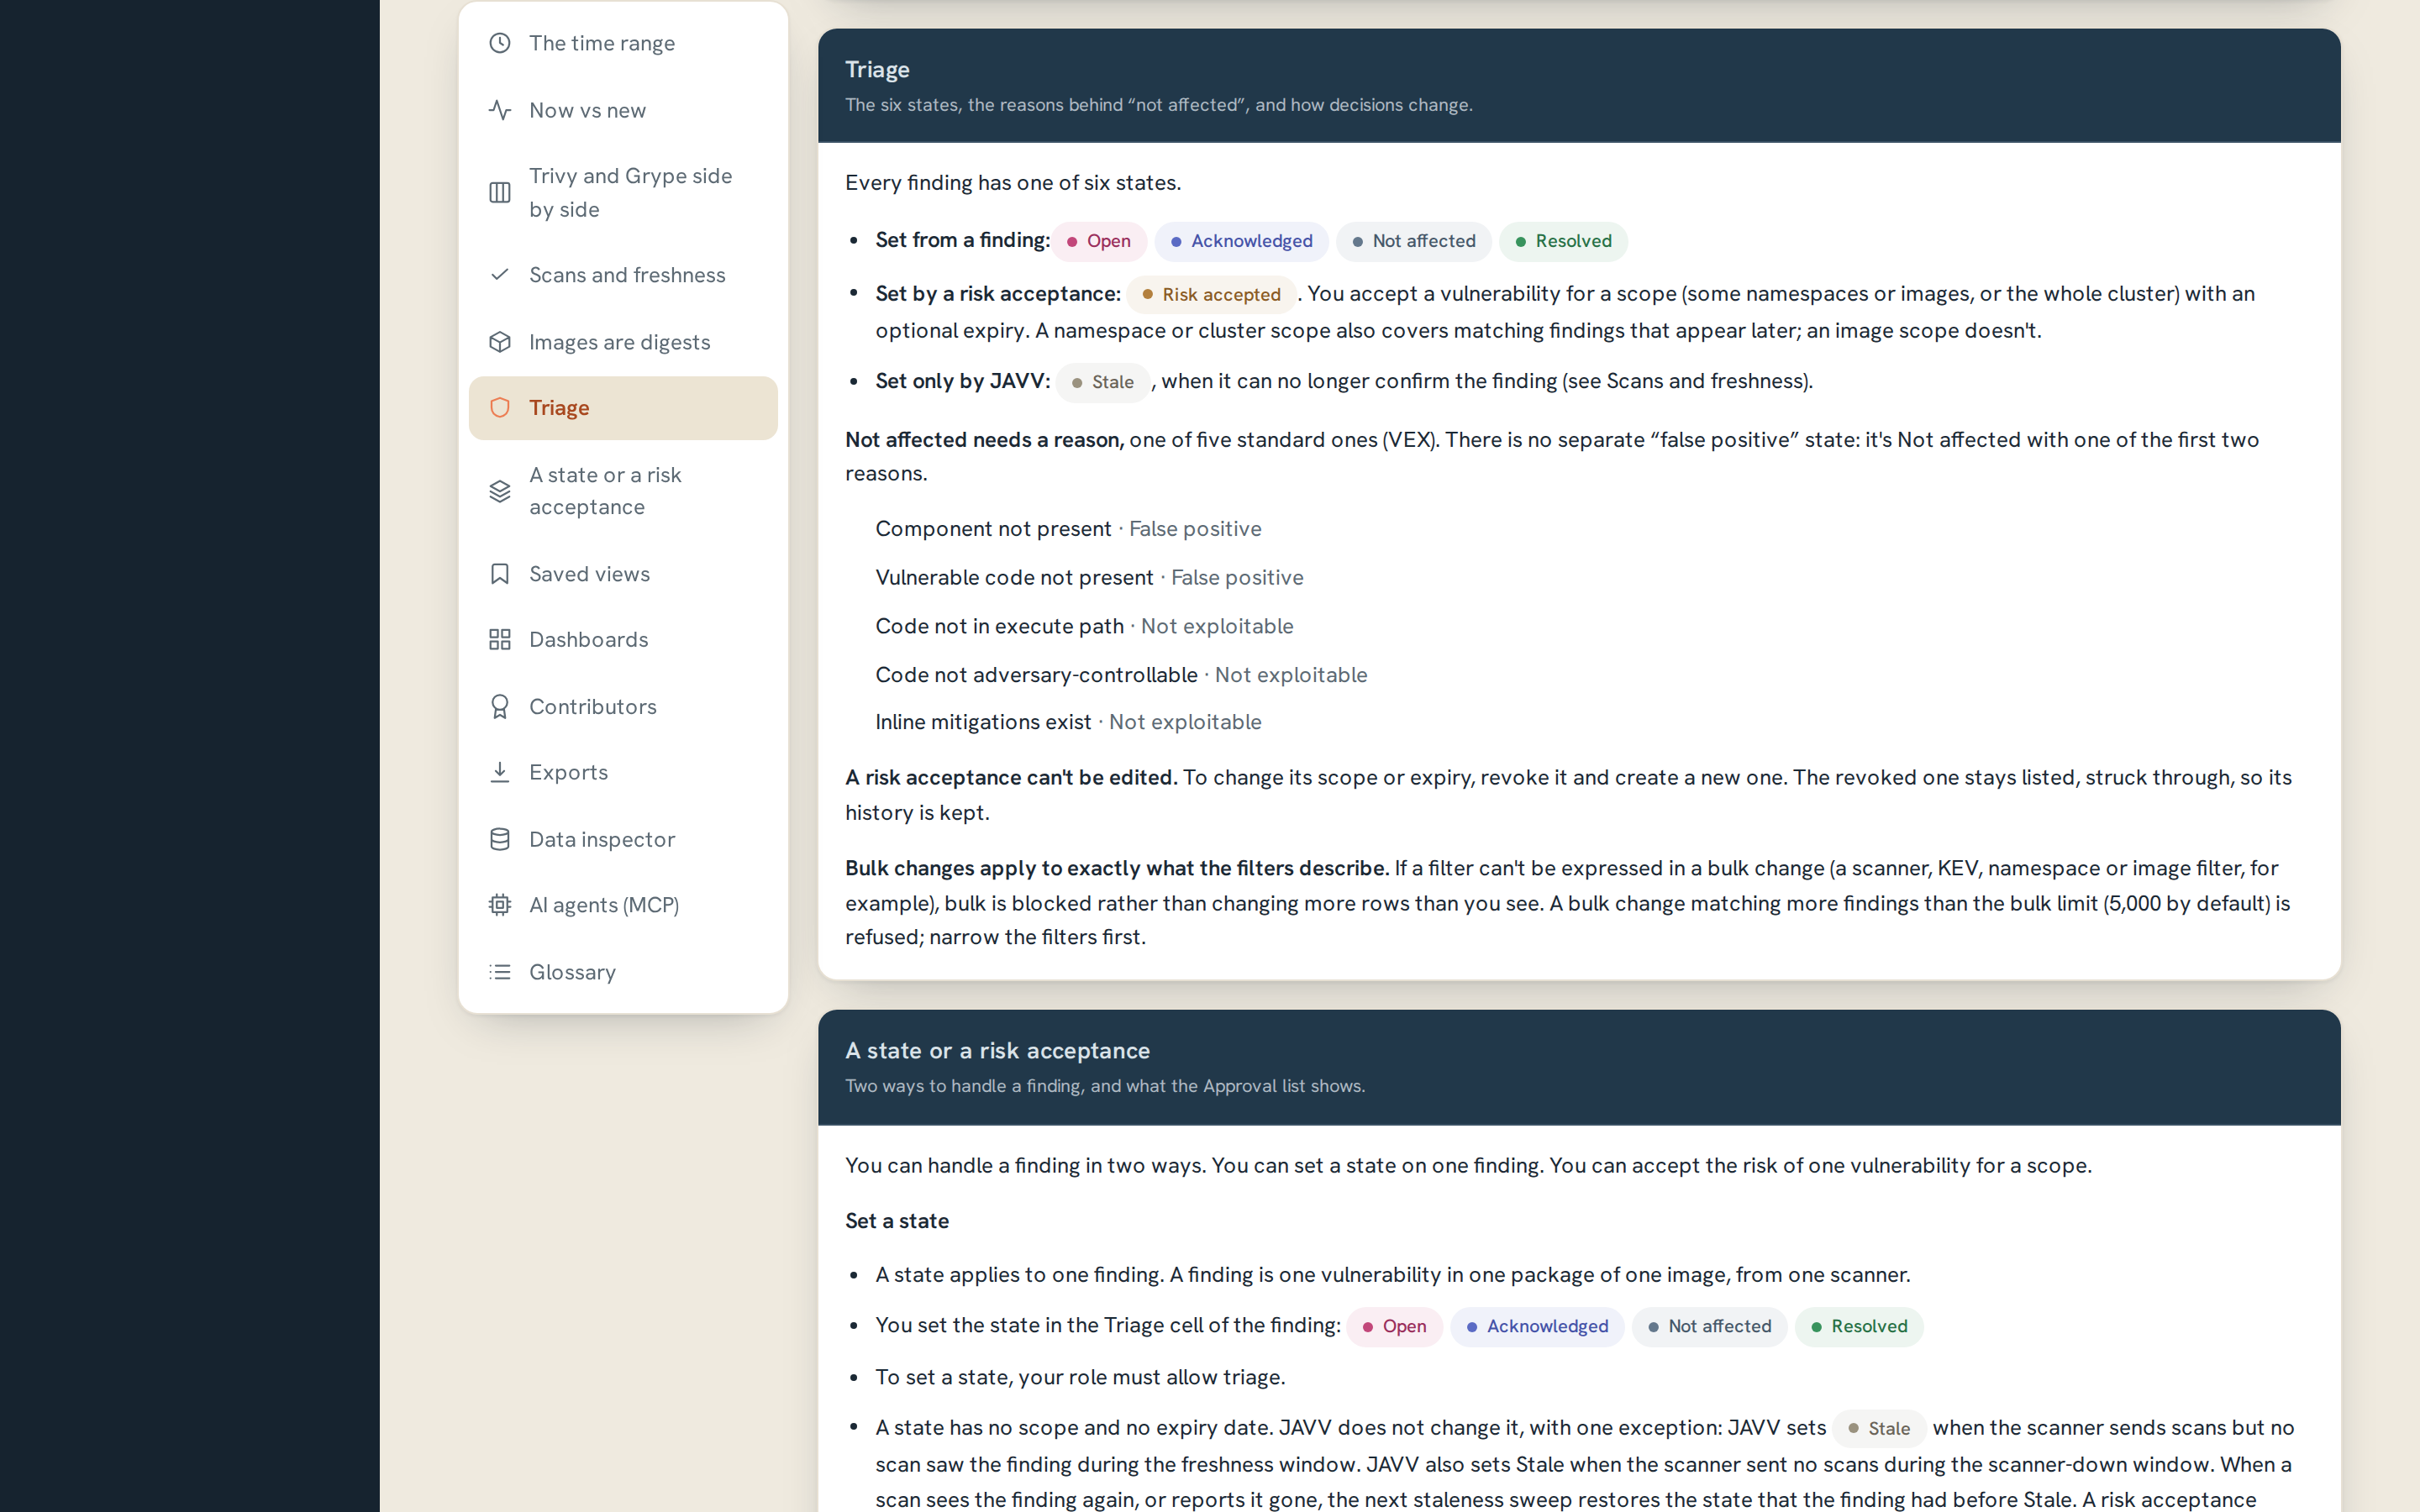 The time range
Now vs new
Trivy and Grype side
by side
Scans and freshness
Images are digests
Triage
A state or a risk
acceptance
Saved views
Dashboards
Contributors
Exports
Data inspector
AI agents (MCP)
Glossary
Triage
The six states, the reasons behind “not affected”, and how decisions change.
Every finding has one of six states.
• Set from a finding: Open Acknowledged Not affected Resolved
• Set by a risk acceptance: Risk accepted . You accept a vulnerability for a scope (some namespaces or images, or the whole cluster) with an
optional expiry. A namespace or cluster scope also covers matching findings that appear later; an image scope doesn't.
• Set only by JAVV: Stale , when it can no longer confirm the finding (see Scans and freshness).
Not affected needs a reason, one of five standard ones (VEX). There is no separate “false positive” state: it's Not affected with one of the first two
reasons.
Component not present · False positive
Vulnerable code not present · False positive
Code not in execute path · Not exploitable
Code not adversary-controllable · Not exploitable
Inline mitigations exist · Not exploitable
A risk acceptance can't be edited. To change its scope or expiry, revoke it and create a new one. The revoked one stays listed, struck through, so its
history is kept.
Bulk changes apply to exactly what the filters describe. If a filter can't be expressed in a bulk change (a scanner, KEV, namespace or image filter, for
example), bulk is blocked rather than changing more rows than you see. A bulk change matching more findings than the bulk limit (5,000 by default) is
refused; narrow the filters first.
A state or a risk acceptance
Two ways to handle a finding, and what the Approval list shows.
You can handle a finding in two ways. You can set a state on one finding. You can accept the risk of one vulnerability for a scope.
Set a state
• A state applies to one finding. A finding is one vulnerability in one package of one image, from one scanner.
• You set the state in the Triage cell of the finding: Open Acknowledged Not affected Resolved
• To set a state, your role must allow triage.
• A state has no scope and no expiry date. JAVV does not change it, with one exception: JAVV sets Stale when the scanner sends scans but no
scan saw the finding during the freshness window. JAVV also sets Stale when the scanner sent no scans during the scanner-down window. When a
scan sees the finding again, or reports it gone, the next staleness sweep restores the state that the finding had before Stale. A risk acceptance